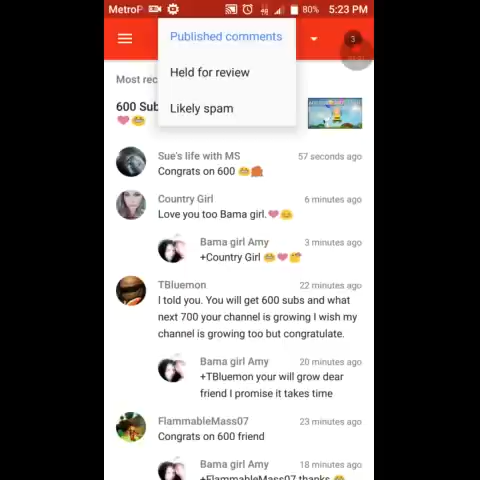 MetroP 80% 5:23 PM
Published comments
3
Held for review
Most rec
Likely spam
600 Sub
Sue's life with MS 57 seconds ago
Congrats on 600
Country Girl 6 minutes ago
Love you too Bama girl.
Bama girl Amy 3 minutes ago
+Country Girl
TBluemon 22 minutes ago
I told you. You will get 600 subs and what
next 700 your channel is growing I wish my
channel is growing too but congratulate.
Bama girl Amy 20 minutes ago
+TBluemon your will grow dear
friend I promise it takes time
FlammableMass07 23 minutes ago
Congrats on 600 friend
Bama girl Amy 18 minutes ago
+FlammableMass07 thanks